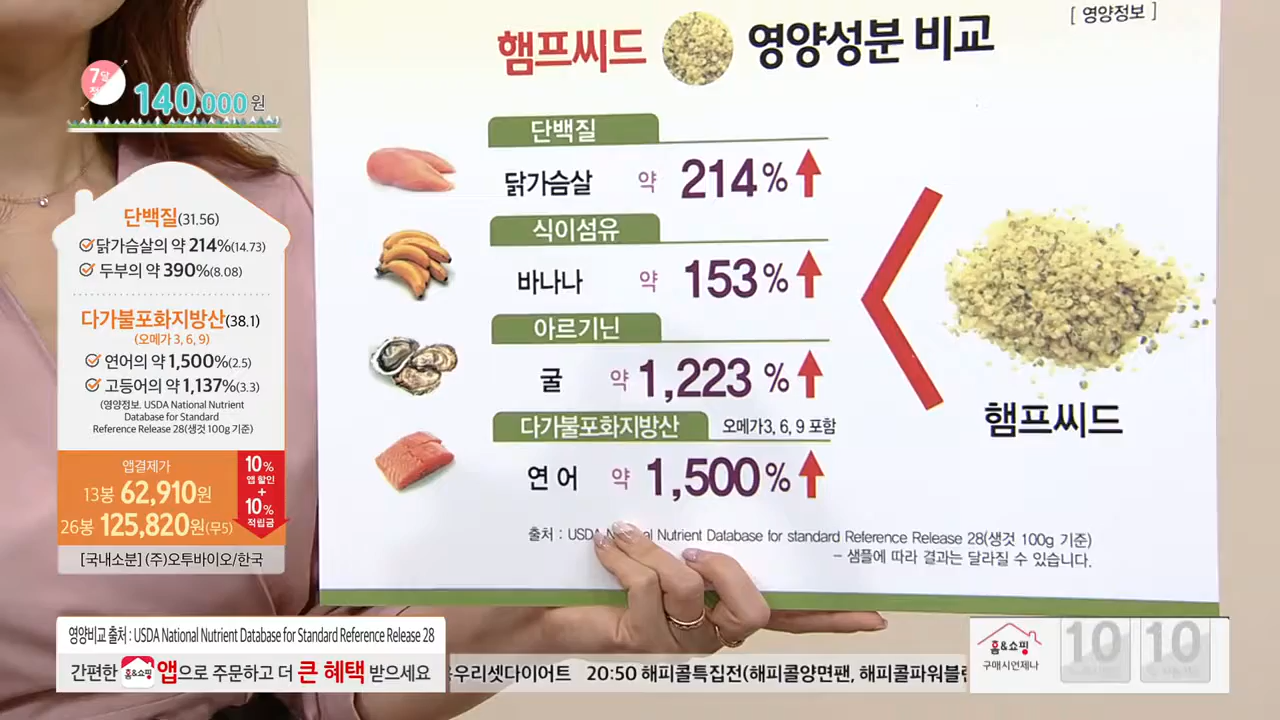 [ 영양정보 ]
햄프씨드 영양성분 비교
단백질
닭가슴살 약 214%
식이섬유
바나나 약 153%
아르기닌
굴 약 1,223 %
다가불포화지방산 오메가3, 6, 9 포함
연 어 약 1,500%
햄프씨드
출처 : USDA National Nutrient Database for standard Reference Release 28(생것 100g 기준)
- 샘플에 따라 결과는 달라질 수 있습니다.
7달
140,000원
단백질(31.56)
닭가슴살의 약 214%(14.73)
두부의 약 390%(8.08)
다가불포화지방산(38.1)
(오메가 3, 6, 9)
연어의 약 1,500%(2.5)
고등어의 약 1,137%(3.3)
(영양정보. USDA National Nutrient
Database for Standard
Reference Release 28(생것 100g 기준)
앱결제가
13봉 62,910원
26봉 125,820원(무5)
10%
앱 할인
+
10%
적립금
[국내소분] (주)오투바이오/한국
영양비교 출처 : USDA National Nutrient Database for Standard Reference Release 28
간편한 홈&쇼핑 앱으로 주문하고 더 큰 혜택 받으세요
우리셋다이어트 20:50 해피콜특집전(해피콜양면팬, 해피콜파워블
홈&쇼핑
구매시언제나
10 10